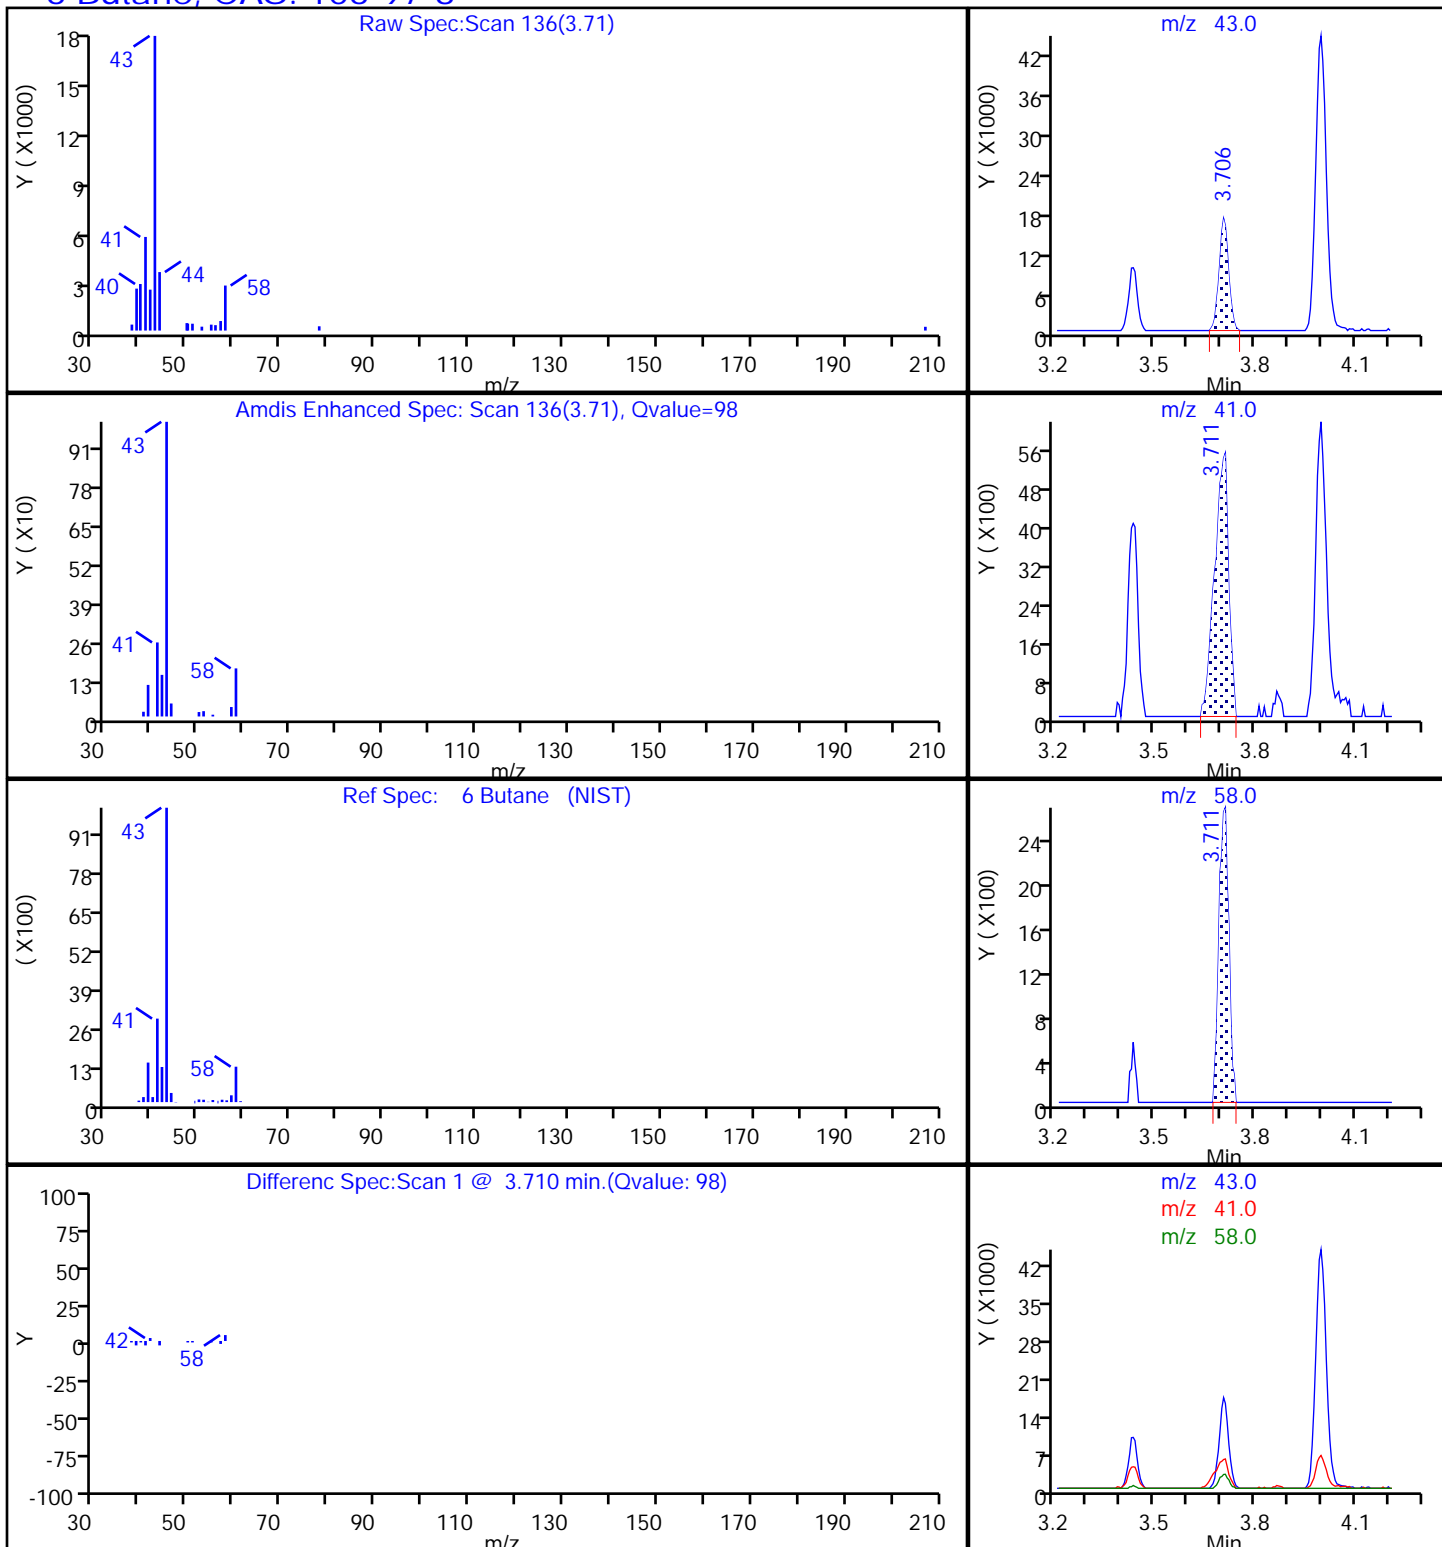 Raw Spec:Scan 136(3.71)
18
15
12
9
6
3
0
Y ( X1000)
43
41
40
44
58
30 50 70 90 110 130 150 170 190 210
m/z
m/z 43.0
42
36
30
24
18
12
6
0
Y ( X1000)
3.706
3.2 3.5 3.8 4.1
Min
Amdis Enhanced Spec: Scan 136(3.71), Qvalue=98
91
78
65
52
39
26
13
0
Y ( X10)
43
41
58
30 50 70 90 110 130 150 170 190 210
m/z
m/z 41.0
56
48
40
32
24
16
8
0
Y ( X100)
3.711
3.2 3.5 3.8 4.1
Min
Ref Spec: 6 Butane (NIST)
91
78
65
52
39
26
13
0
( X100)
43
41
58
30 50 70 90 110 130 150 170 190 210
m/z
m/z 58.0
24
20
16
12
8
4
0
Y ( X100)
3.711
3.2 3.5 3.8 4.1
Min
Differenc Spec:Scan 1 @ 3.710 min.(Qvalue: 98)
100
75
50
25
0
-25
-50
-75
-100
Y
42
58
30 50 70 90 110 130 150 170 190 210
m/z
m/z 43.0
m/z 41.0
m/z 58.0
42
35
28
21
14
7
0
Y ( X1000)
3.2 3.5 3.8 4.1
Min